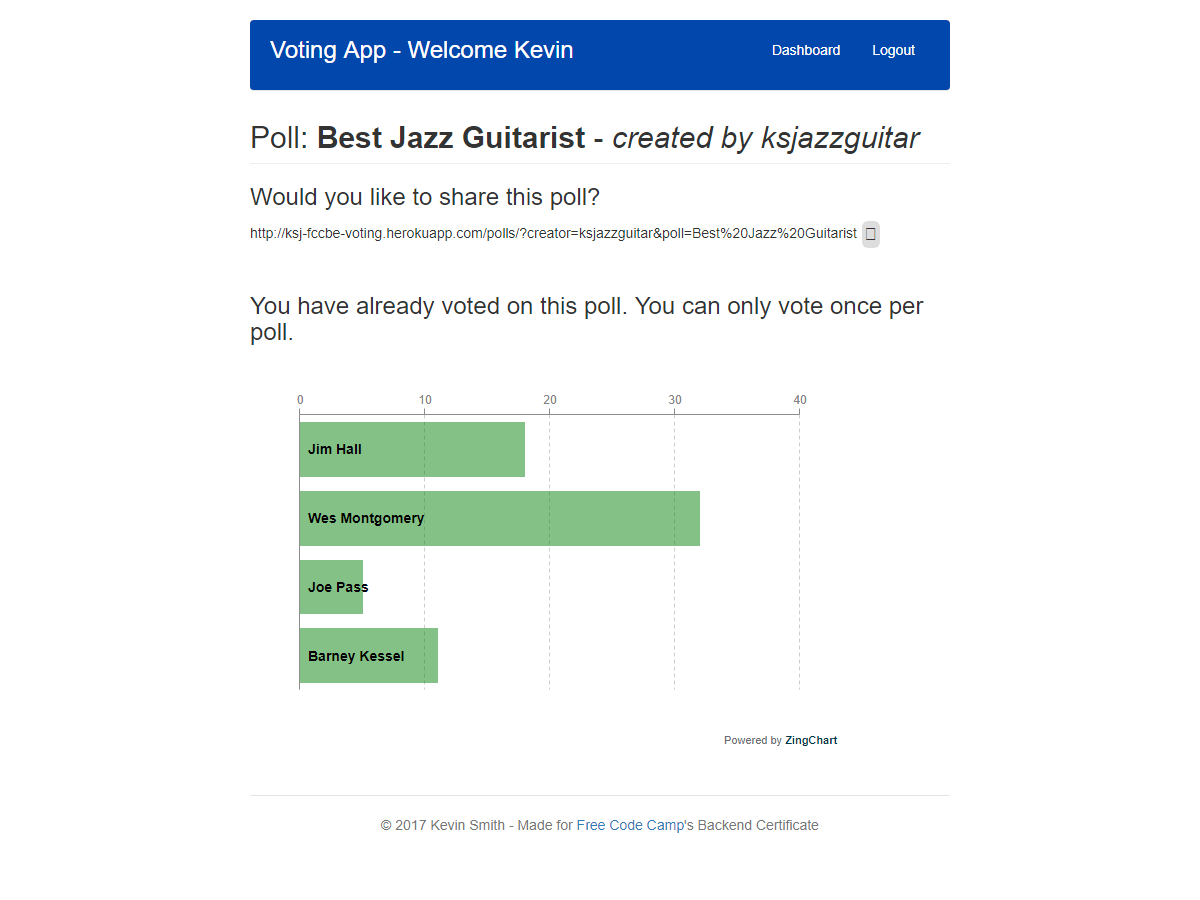 Voting App - Welcome Kevin
Dashboard
Logout
Poll: Best Jazz Guitarist - created by ksjazzguitar
Would you like to share this poll?
http://ksj-fccbe-voting.herokuapp.com/polls/?creator=ksjazzguitar&poll=Best%20Jazz%20Guitarist
You have already voted on this poll. You can only vote once per
poll.
0 10 20 30 40
Jim Hall
Wes Montgomery
Joe Pass
Barney Kessel
Powered by ZingChart
© 2017 Kevin Smith - Made for Free Code Camp's Backend Certificate